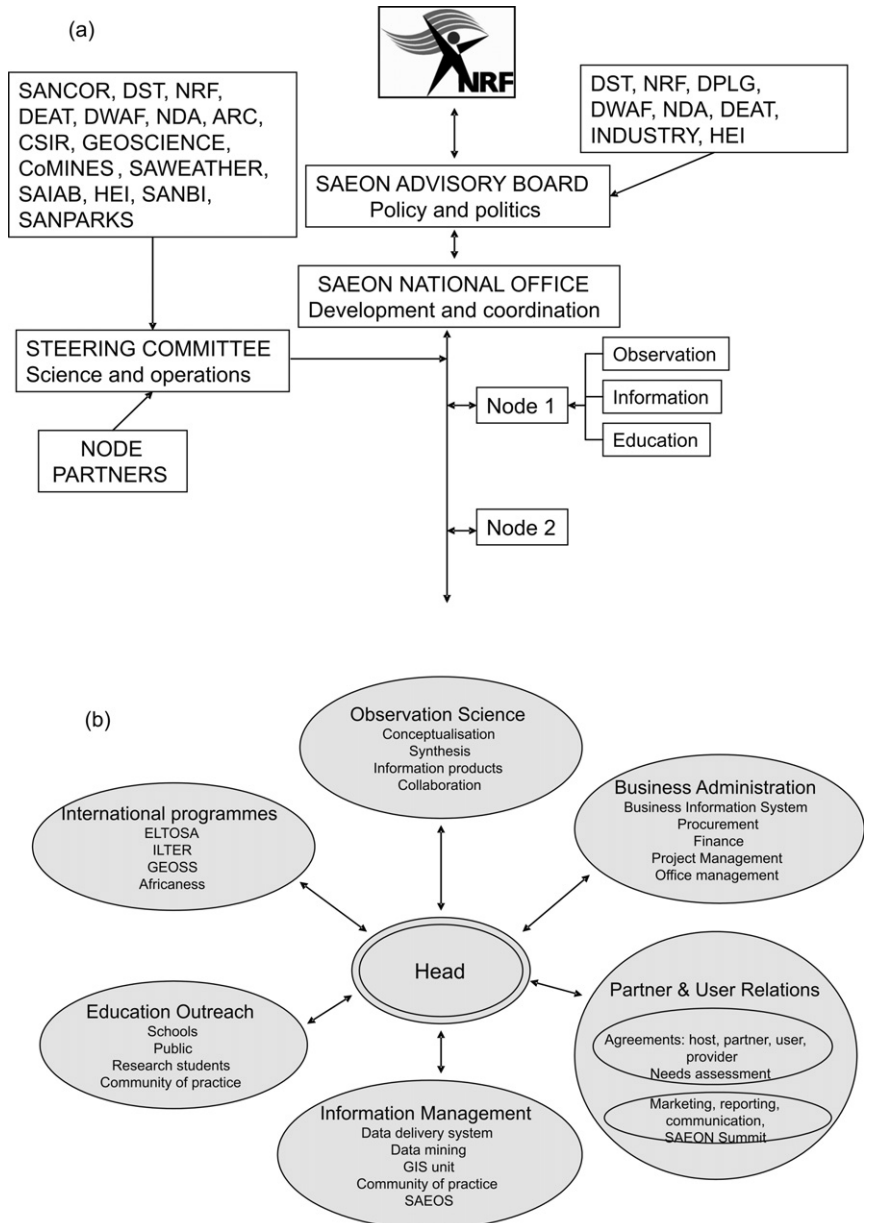 (a)
NRF
SANCOR, DST, NRF,
DEAT, DWAF, NDA, ARC,
CSIR, GEOSCIENCE,
CoMINES, SAWEATHER,
SAIAB, HEI, SANBI,
SANPARKS
DST, NRF, DPLG,
DWAF, NDA, DEAT,
INDUSTRY, HEI
SAEON ADVISORY BOARD
Policy and politics
SAEON NATIONAL OFFICE
Development and coordination
STEERING COMMITTEE
Science and operations
NODE
PARTNERS
Node 1
Observation
Information
Education
Node 2
(b)
Observation Science
Conceptualisation
Synthesis
Information products
Collaboration
International programmes
ELTOSA
ILTER
GEOSS
Africaness
Business Administration
Business Information System
Procurement
Finance
Project Management
Office management
Head
Education Outreach
Schools
Public
Research students
Community of practice
Partner & User Relations
Agreements: host, partner, user,
provider
Needs assessment
Marketing, reporting,
communication,
SAEON Summit
Information Management
Data delivery system
Data mining
GIS unit
Community of practice
SAEOS